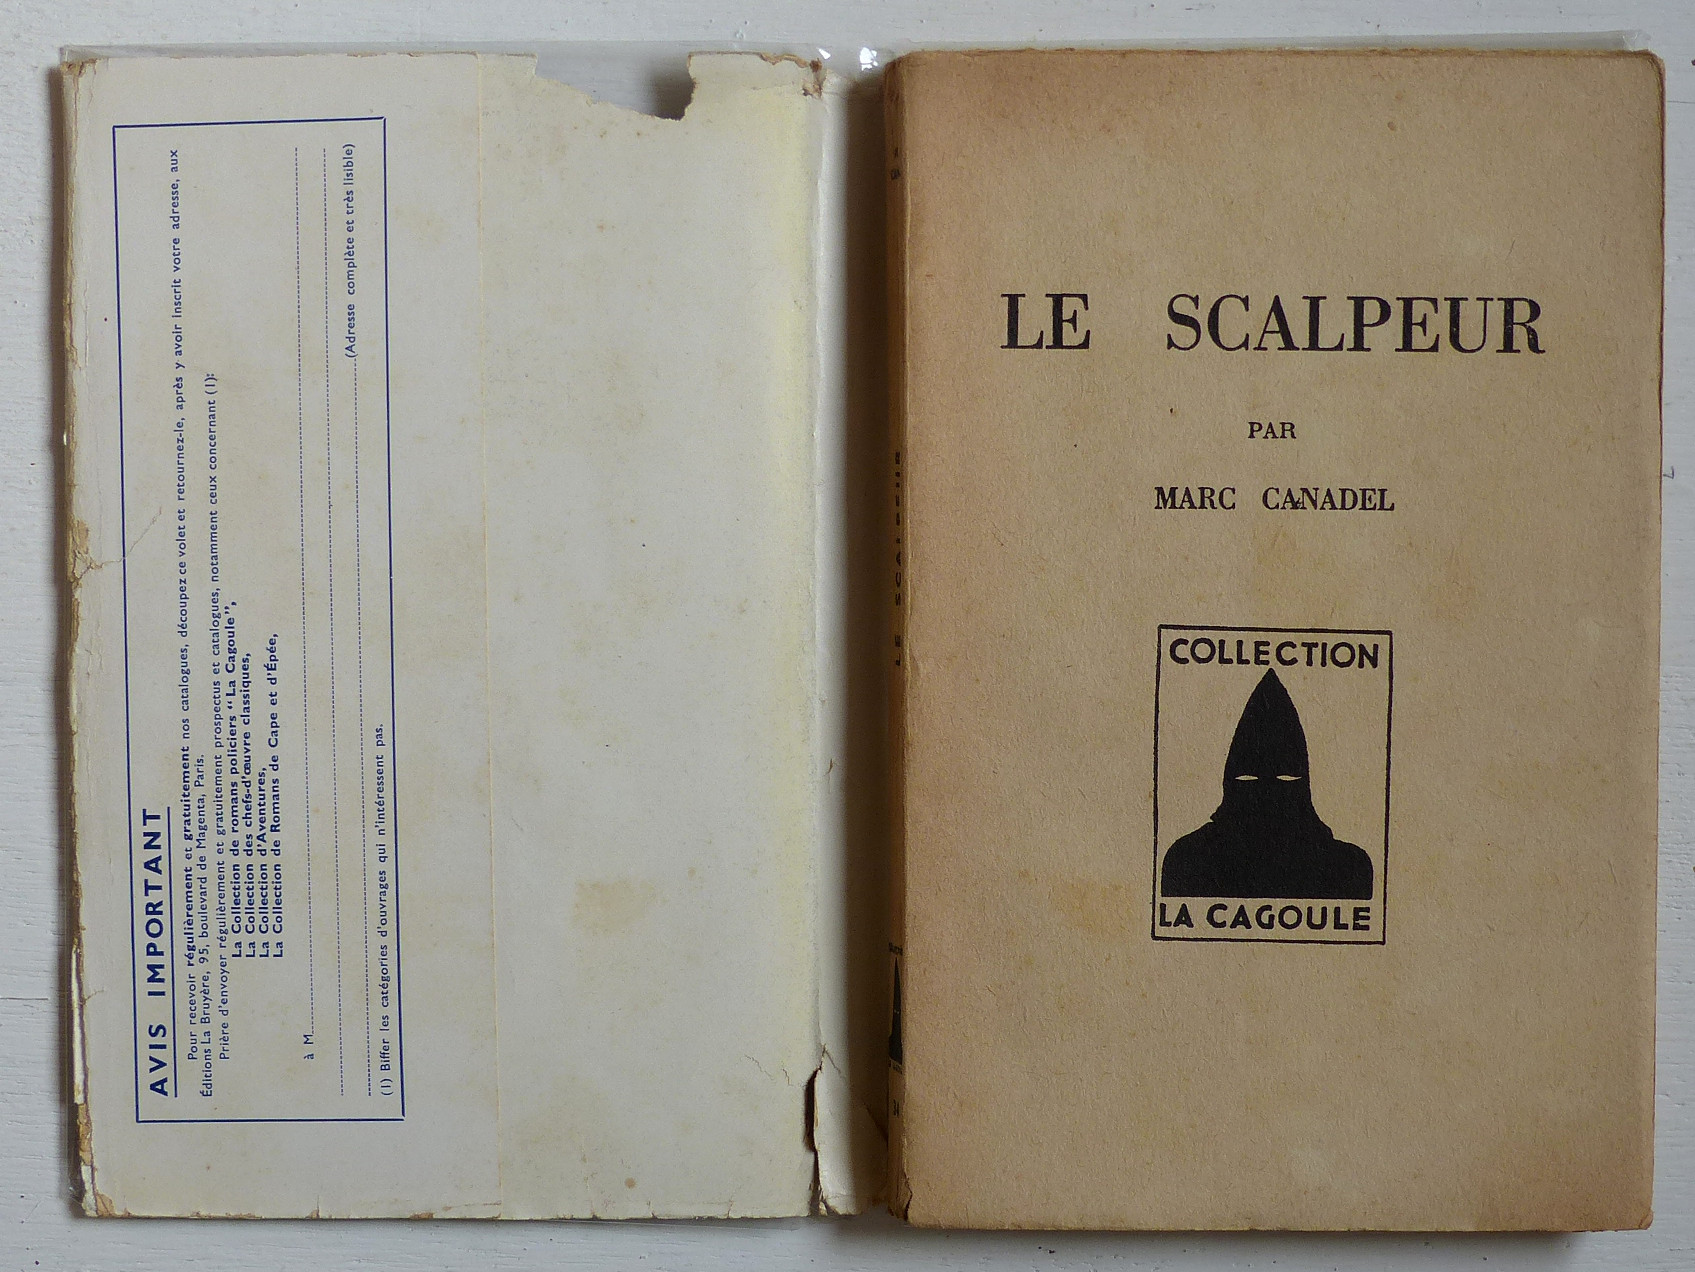 AVIS IMPORTANT
Pour recevoir régulièrement et gratuitement nos catalogues, découpez ce volet et retournez-le, après y avoir inscrit votre adresse, aux
Éditions La Bruyère, 95, boulevard de Magenta, Paris.
Prière d'envoyer régulièrement et gratuitement prospectus et catalogues, notamment ceux concernant (1):
La Collection de romans policiers "La Cagoule",
La Collection des chefs-d'œuvre classiques,
La Collection d'Aventures,
La Collection de Romans de Cape et d'Épée,
à M
(Adresse complète et très lisible)
(1) Biffer les catégories d'ouvrages qui n'intéressent pas.
LE SCALPEUR
34
LE SCALPEUR
PAR
MARC CANADEL
COLLECTION
LA CAGOULE